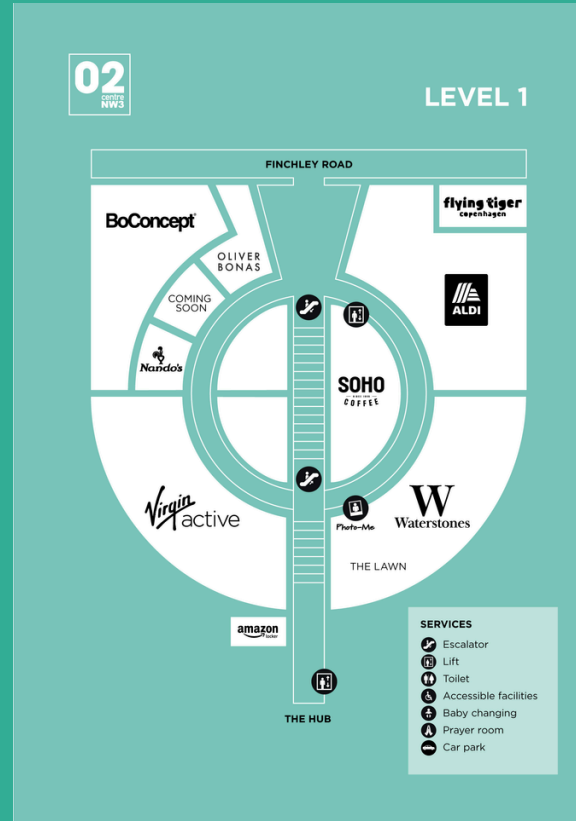 02
centre
NW3
LEVEL 1
FINCHLEY ROAD
BoConcept
flying tiger
copenhagen
OLIVER
BONAS
ALDI
COMING
SOON
Nando's
SOHO
COFFEE
Virgin
active
W
Waterstones
Photo-Me
THE LAWN
amazon
locker
THE HUB
SERVICES
Escalator
Lift
Toilet
Accessible facilities
Baby changing
Prayer room
Car park